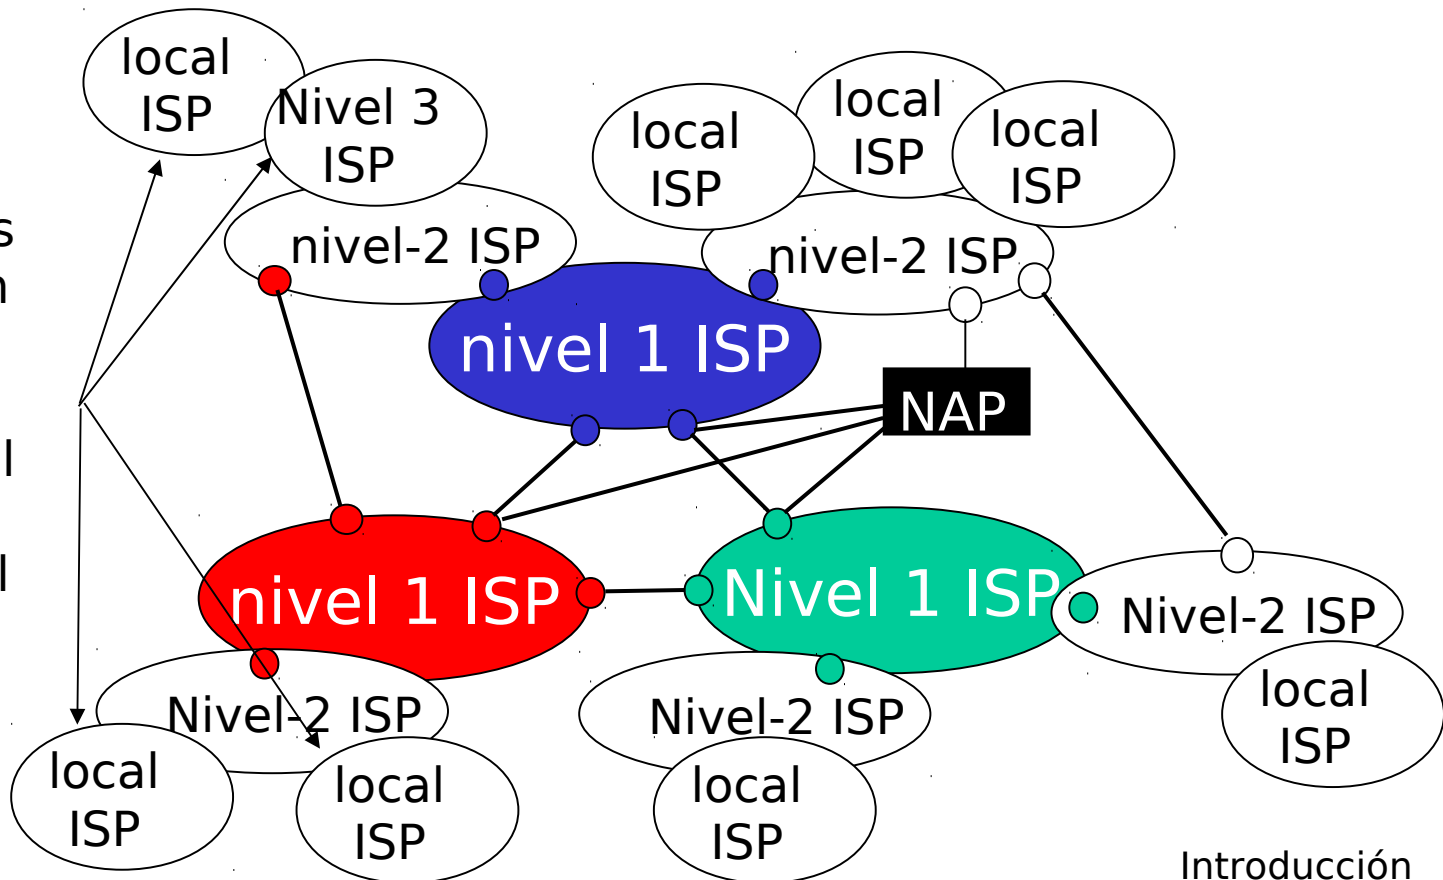 local
ISP
Nivel 3
ISP
local
ISP
local
ISP
local
ISP
nivel-2 ISP
nivel-2 ISP
nivel 1 ISP
NAP
nivel 1 ISP
Nivel 1 ISP
Nivel-2 ISP
Nivel-2 ISP
Nivel-2 ISP
local
ISP
local
ISP
local
ISP
local
ISP
Introducción